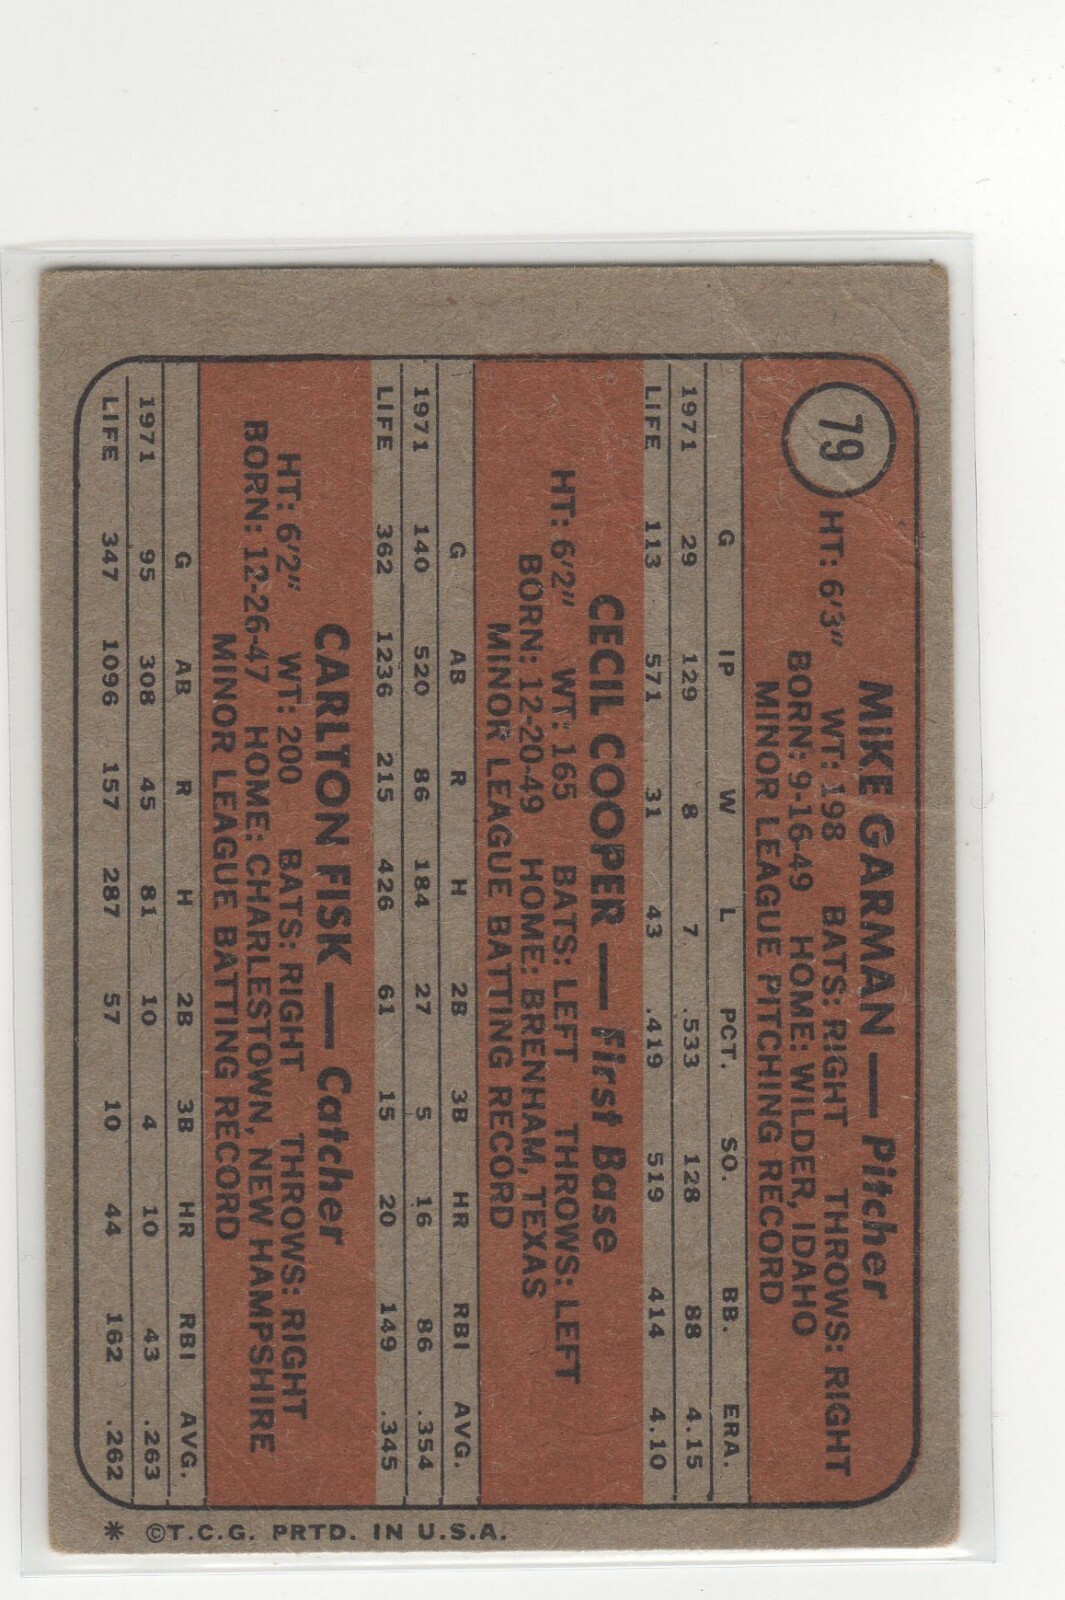 79
MIKE GARMAN — Pitcher
HT: 6'3" WT: 198 BATS: RIGHT THROWS: RIGHT
BORN: 9-16-49 HOME: WILDER, IDAHO
MINOR LEAGUE PITCHING RECORD
G IP W L PCT. SO. BB. ERA.
1971 29 129 8 7 .533 128 88 4.15
LIFE 113 571 31 43 .419 519 414 4.10
CECIL COOPER — First Base
HT: 6'2" WT: 165 BATS: LEFT THROWS: LEFT
BORN: 12-20-49 HOME: BRENHAM, TEXAS
MINOR LEAGUE BATTING RECORD
G AB R H 2B 3B HR RBI AVG.
1971 140 520 86 184 27 5 16 86 .354
LIFE 362 1236 215 426 61 15 20 149 .345
CARLTON FISK — Catcher
HT: 6'2" WT: 200 BATS: RIGHT THROWS: RIGHT
BORN: 12-26-47 HOME: CHARLESTOWN, NEW HAMPSHIRE
MINOR LEAGUE BATTING RECORD
G AB R H 2B 3B HR RBI AVG.
1971 95 308 45 81 10 4 10 43 .263
LIFE 347 1096 157 287 57 10 44 162 .262
* ©T.C.G. PRTD. IN U.S.A.